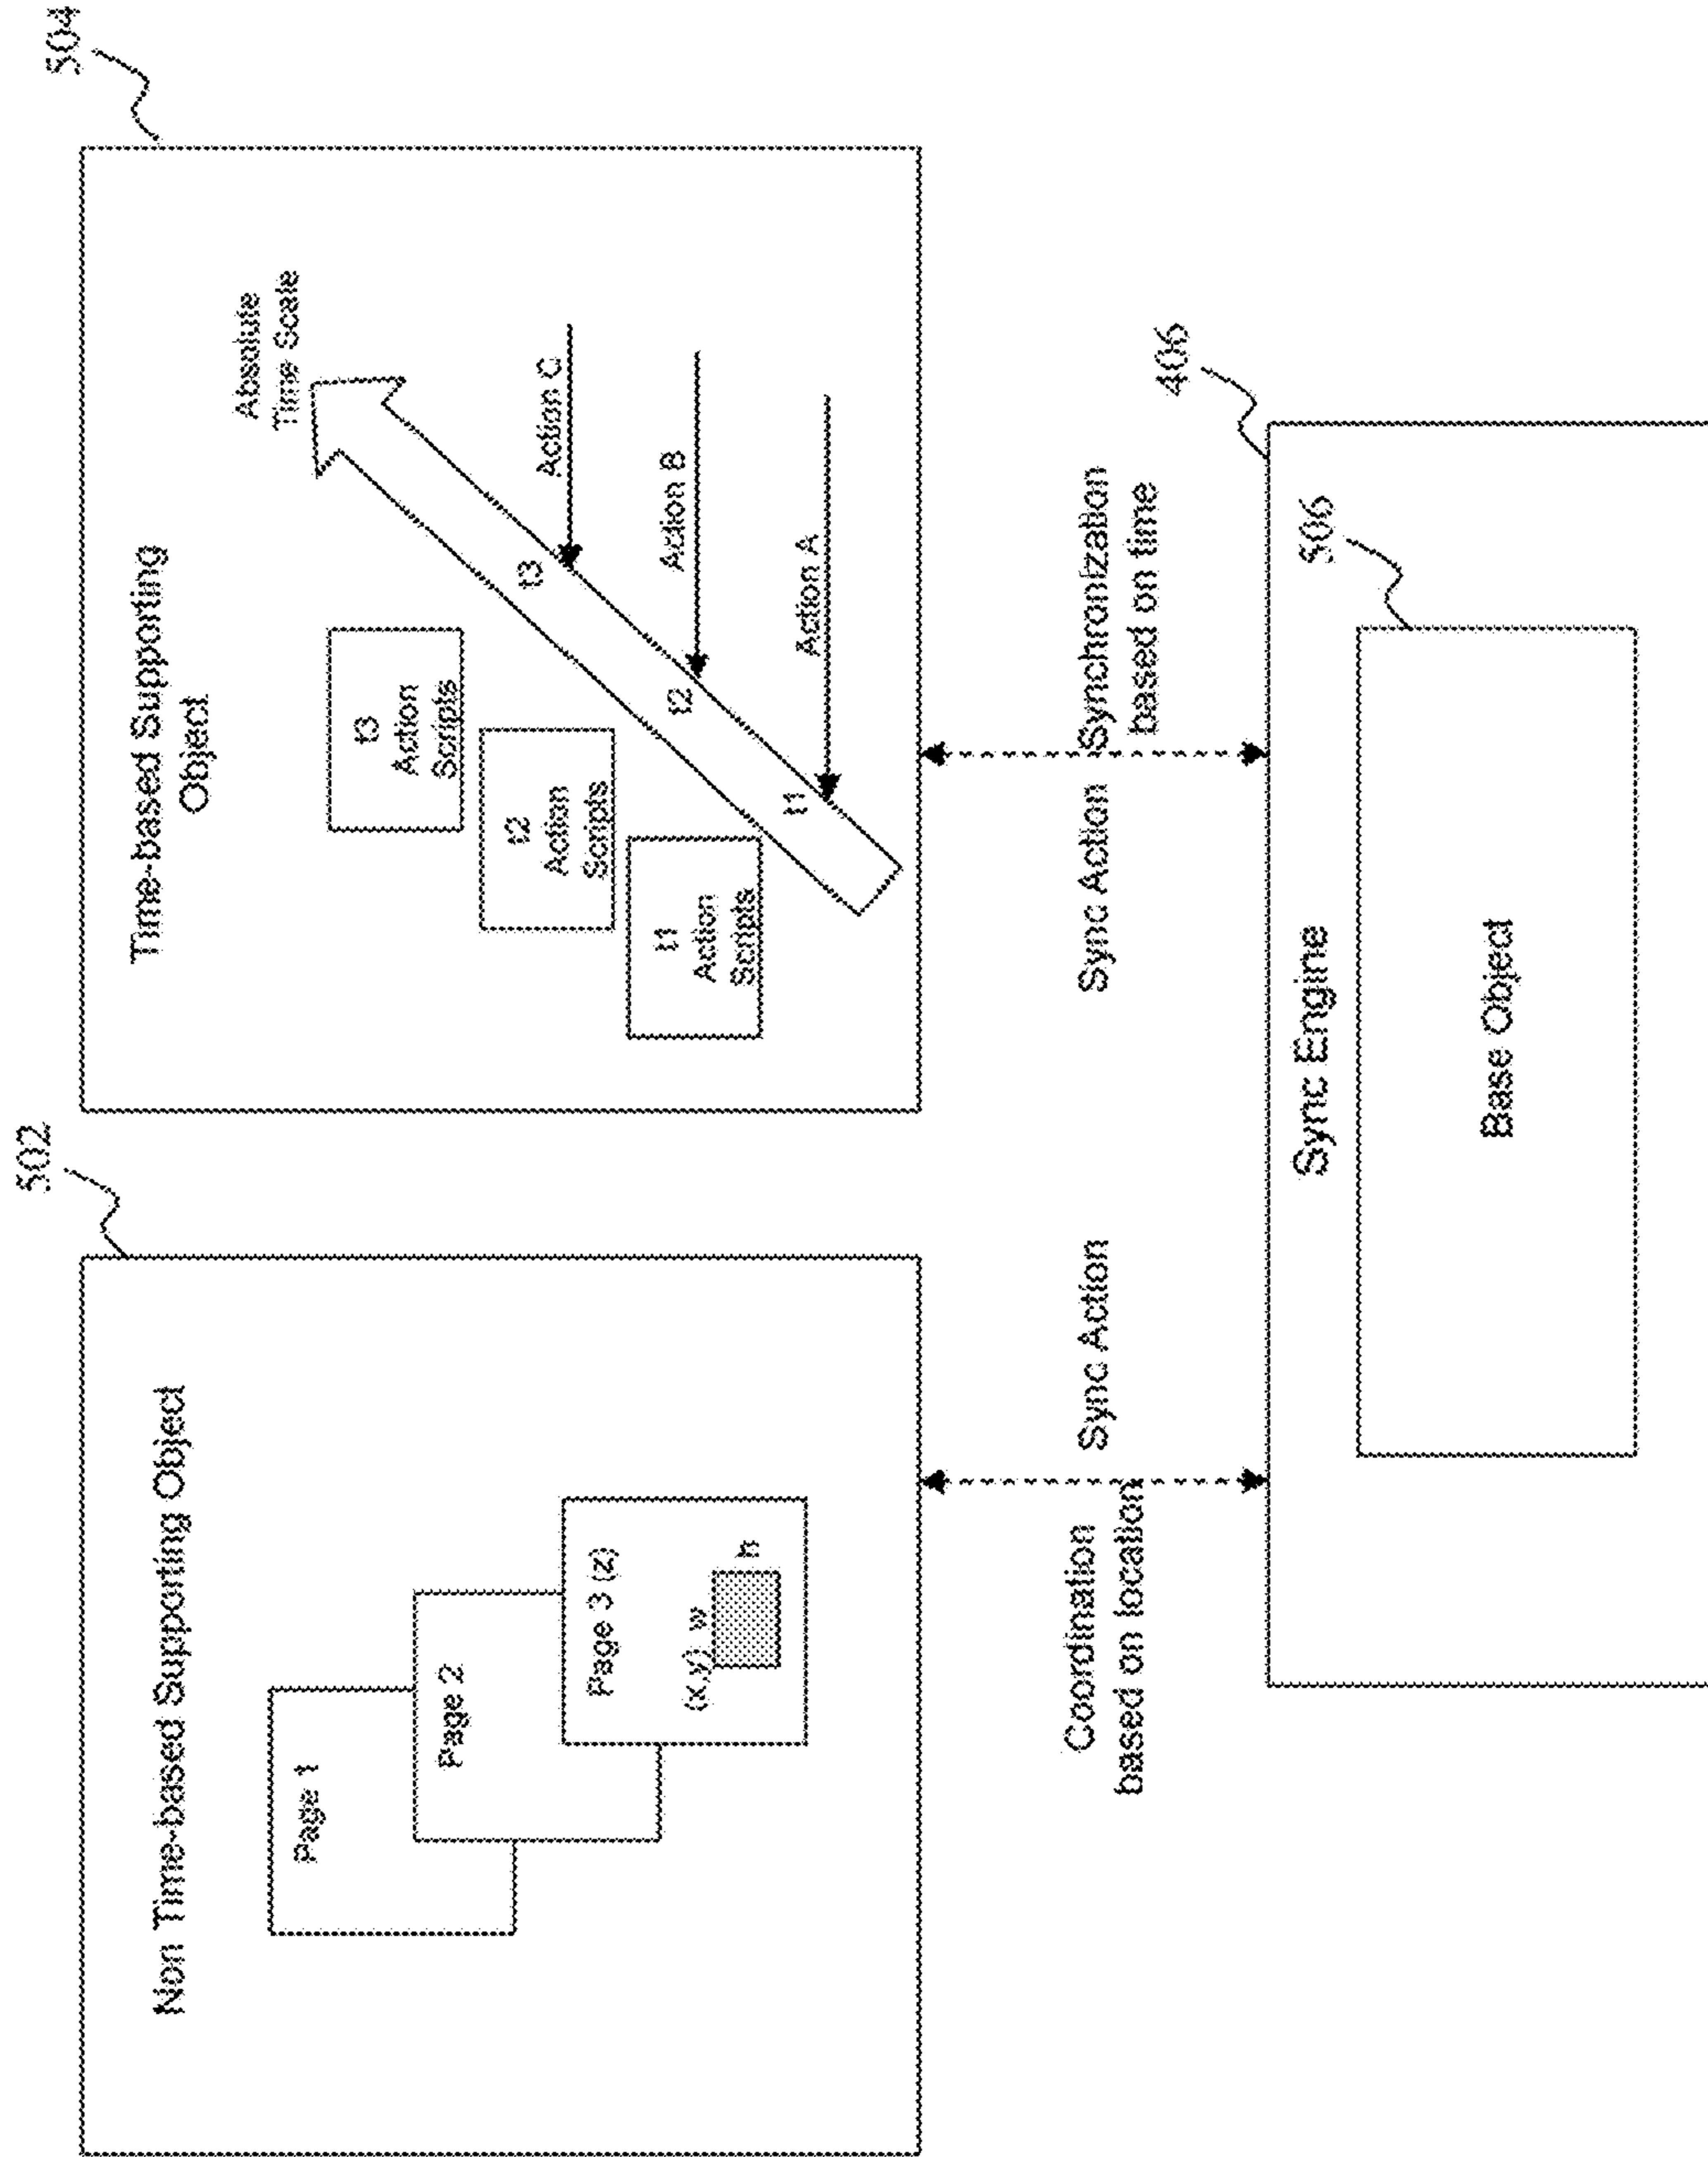 502
Non Time-based Supporting Object
Page 1
Page 2
Page 3 (z)
(x,y)
w
h
504
Time-based Supporting
Object
Absolute
Time Scale
t3
Action
Scripts
t2
Action
Scripts
t1
Action
Scripts
t3
Action C
t2
Action B
t1
Action A
Coordination
based on location
Sync Action
Sync Action
Synchronization
based on time
406
Sync Engine
506
Base Object